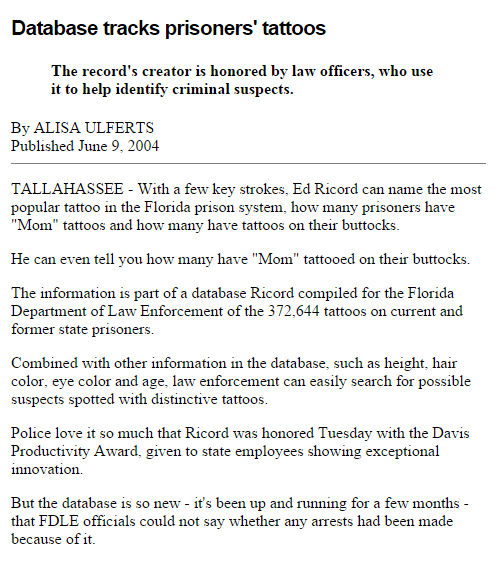 Database tracks prisoners' tattoos
The record's creator is honored by law officers, who use
it to help identify criminal suspects.
By ALISA ULFERTS
Published June 9, 2004
TALLAHASSEE - With a few key strokes, Ed Ricord can name the most
popular tattoo in the Florida prison system, how many prisoners have
"Mom" tattoos and how many have tattoos on their buttocks.
He can even tell you how many have "Mom" tattooed on their buttocks.
The information is part of a database Ricord compiled for the Florida
Department of Law Enforcement of the 372,644 tattoos on current and
former state prisoners.
Combined with other information in the database, such as height, hair
color, eye color and age, law enforcement can easily search for possible
suspects spotted with distinctive tattoos.
Police love it so much that Ricord was honored Tuesday with the Davis
Productivity Award, given to state employees showing exceptional
innovation.
But the database is so new - it's been up and running for a few months -
that FDLE officials could not say whether any arrests had been made
because of it.